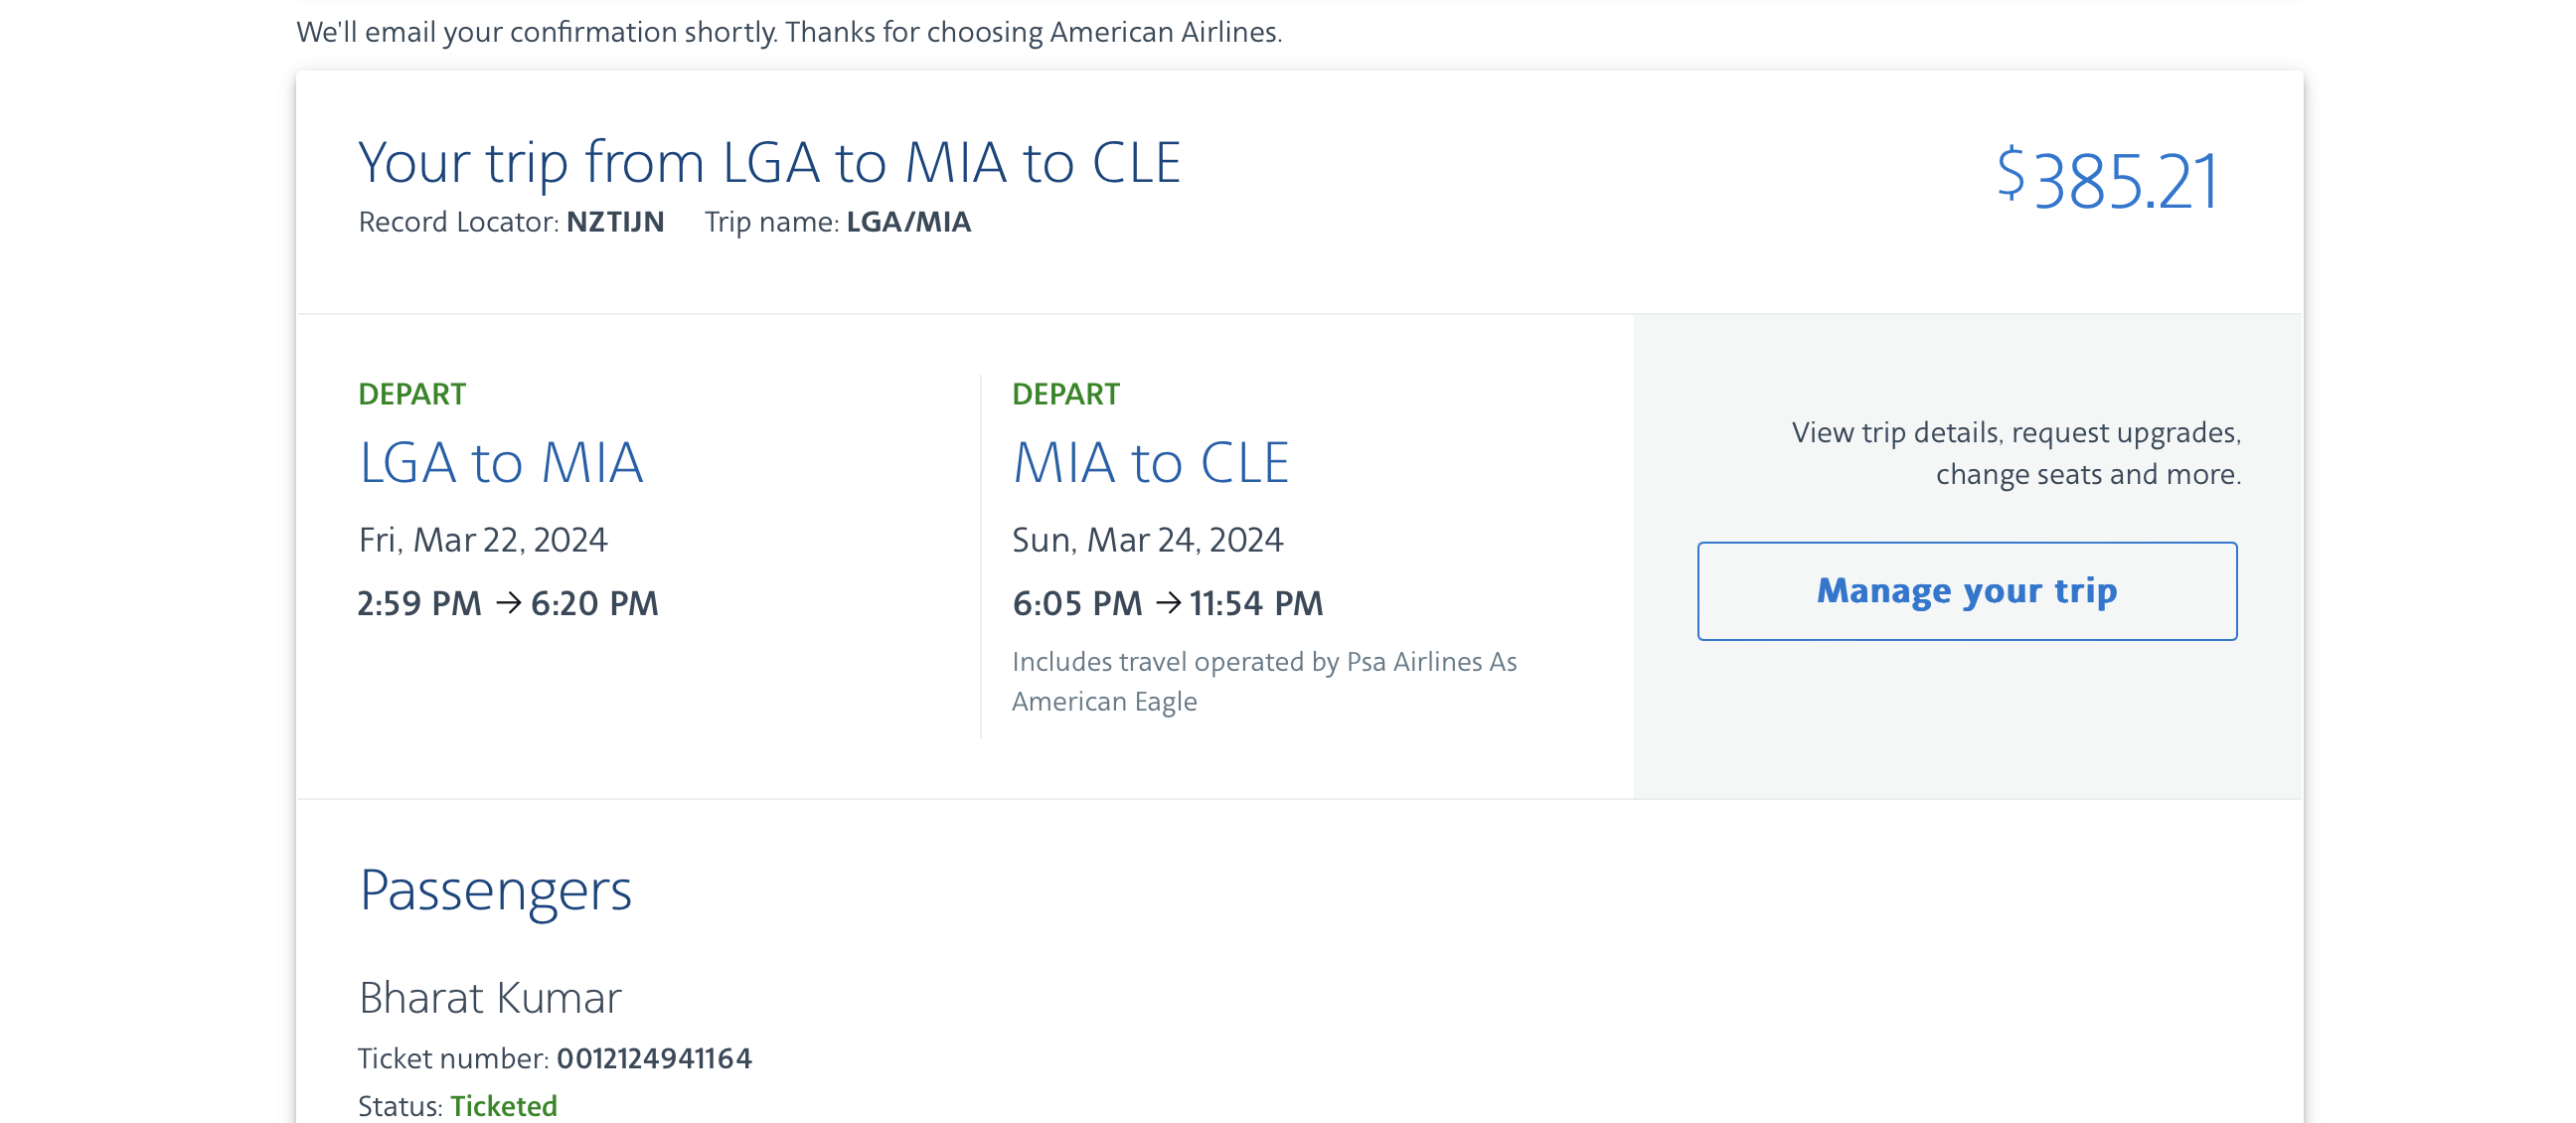 We'll email your confirmation shortly. Thanks for choosing American Airlines.
Your trip from LGA to MIA to CLE
$385.21
Record Locator: NZTIJN Trip name: LGA/MIA
DEPART
LGA to MIA
Fri, Mar 22, 2024
2:59 PM → 6:20 PM
DEPART
MIA to CLE
Sun, Mar 24, 2024
6:05 PM → 11:54 PM
Includes travel operated by Psa Airlines As
American Eagle
View trip details, request upgrades,
change seats and more.
Manage your trip
Passengers
Bharat Kumar
Ticket number: 0012124941164
Status: Ticketed